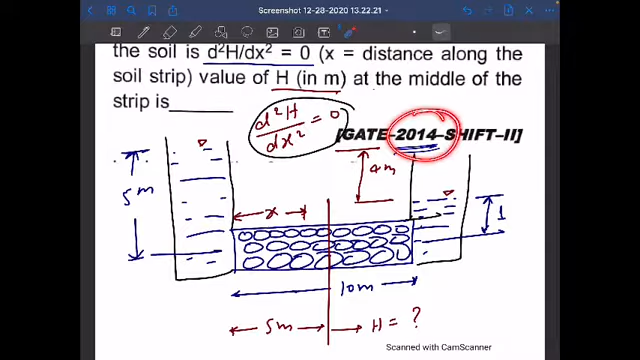 Screenshot 12-28-2020 13.22.21
the soil is d²H/dx² = 0 (x = distance along the
soil strip) value of H (in m) at the middle of the
strip is________
d²H/dx² = 0
[GATE–2014–SHIFT–II]
5m
4m
x
1
10m
5m
H = ?
Scanned with CamScanner